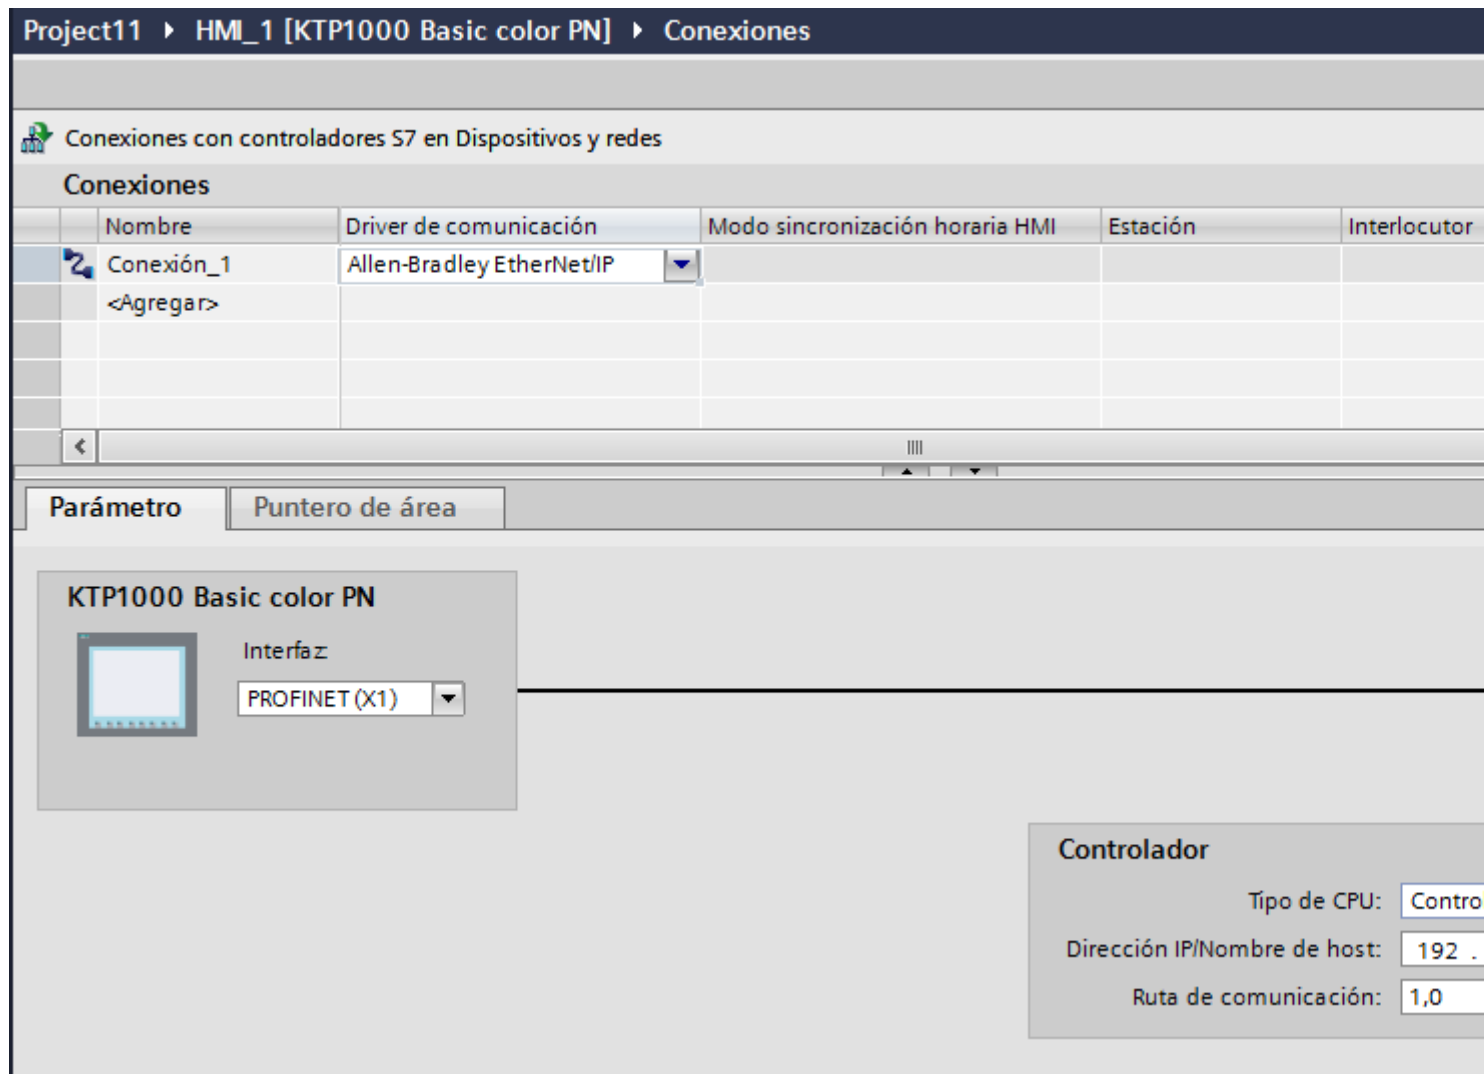 Project11 ▸ HMI_1 [KTP1000 Basic color PN] ▸ Conexiones
Conexiones con controladores S7 en Dispositivos y redes
Conexiones
Nombre Driver de comunicación Modo sincronización horaria HMI Estación Interlocutor
Conexión_1 Allen-Bradley EtherNet/IP
<Agregar>
Parámetro Puntero de área
KTP1000 Basic color PN
Interfaz:
PROFINET (X1)
Controlador
Tipo de CPU: Contro
Dirección IP/Nombre de host: 192 .
Ruta de comunicación: 1,0